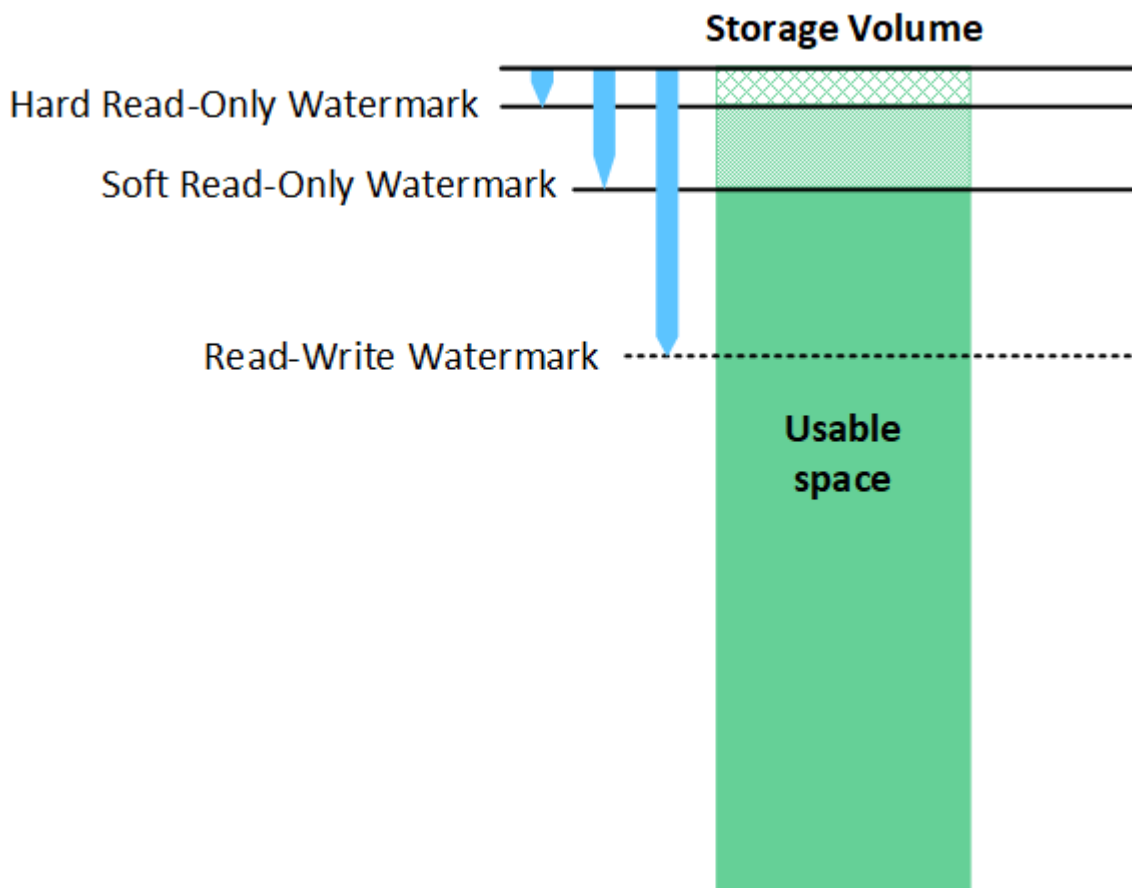 Storage Volume
Hard Read-Only Watermark
Soft Read-Only Watermark
Read-Write Watermark
Usable
space